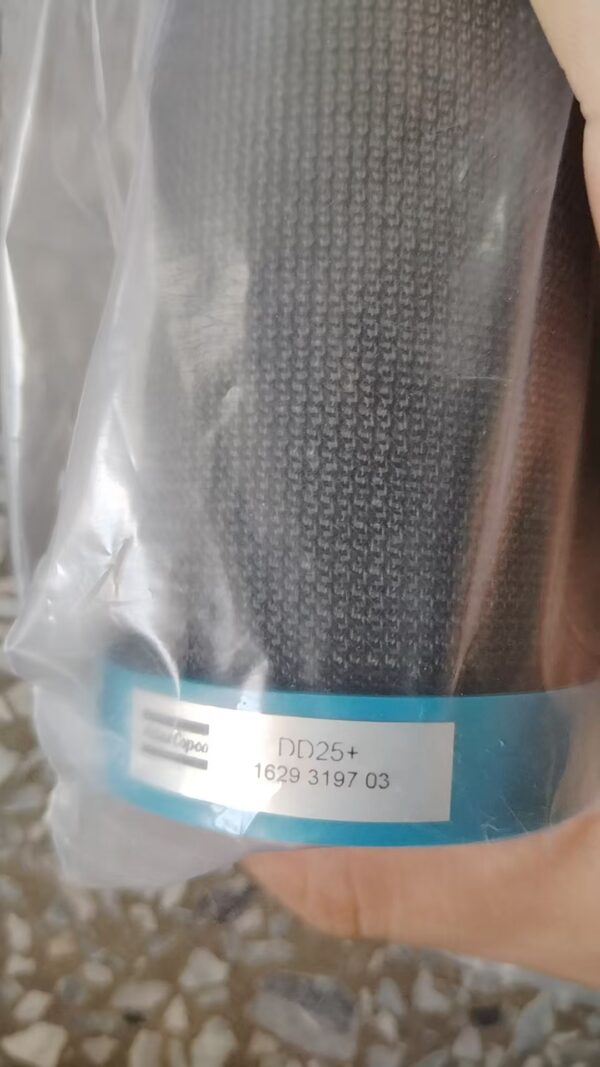 Atlas Copco
DD25+
1629 3197 03